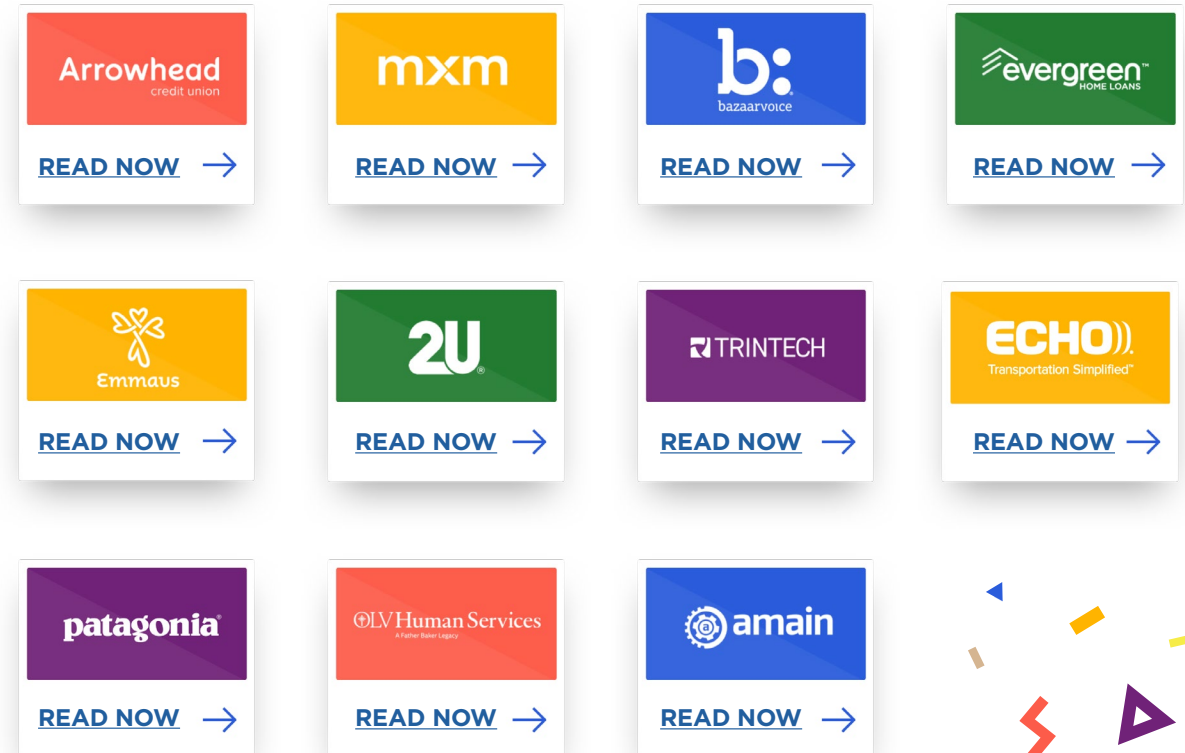 Arrowhead
credit union
READ NOW
mxm
READ NOW
b:
bazaarvoice
READ NOW
evergreen™
HOME LOANS
READ NOW
Emmaus
READ NOW
2U®
READ NOW
TRINTECH
READ NOW
ECHO
Transportation Simplified™
READ NOW
patagonia®
READ NOW
OLV Human Services
A Father Baker Legacy
READ NOW
a amain
READ NOW